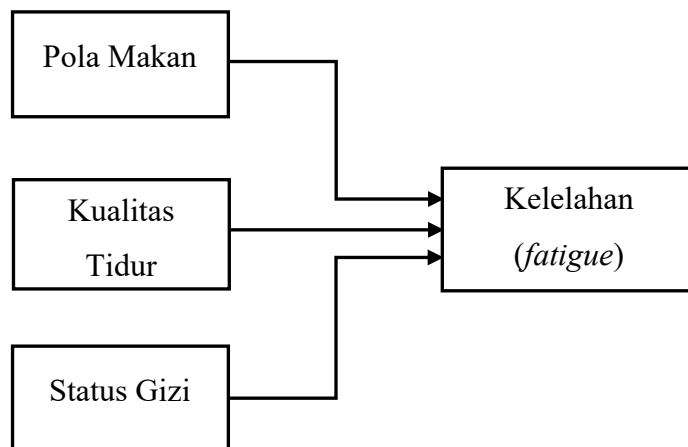 Pola Makan
Kualitas
Tidur
Kelelahan
(fatigue)
Status Gizi